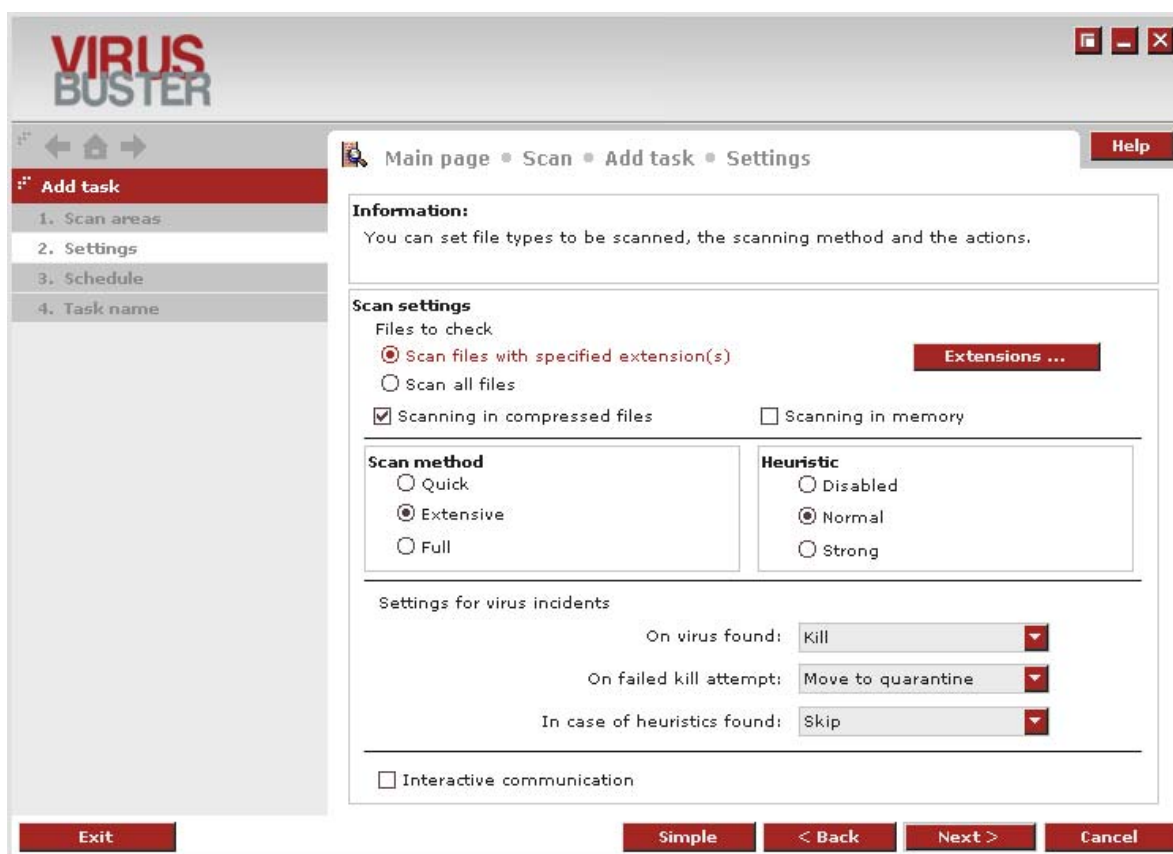 VIRUS
BUSTER
Help
Main page • Scan • Add task • Settings
Add task
1. Scan areas
2. Settings
3. Schedule
4. Task name
Information:
You can set file types to be scanned, the scanning method and the actions.
Scan settings
Files to check
Scan files with specified extension(s)
Extensions ...
Scan all files
Scanning in compressed files
Scanning in memory
Scan method
Quick
Extensive
Full
Heuristic
Disabled
Normal
Strong
Settings for virus incidents
On virus found: Kill
On failed kill attempt: Move to quarantine
In case of heuristics found: Skip
Interactive communication
Exit
Simple
< Back
Next >
Cancel